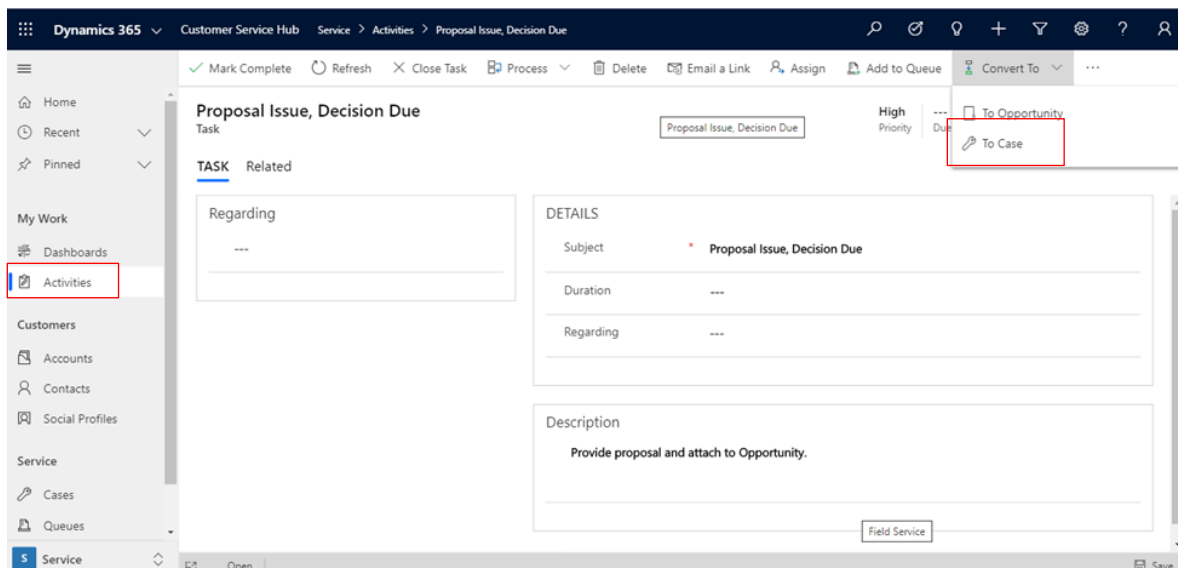 Dynamics 365 Customer Service Hub Service > Activities > Proposal Issue, Decision Due
Mark Complete Refresh Close Task Process Delete Email a Link Assign Add to Queue Convert To ...
Home
Recent
Pinned
My Work
Dashboards
Activities
Customers
Accounts
Contacts
Social Profiles
Service
Cases
Queues
S Service
Proposal Issue, Decision Due
Task
Proposal Issue, Decision Due
High
Priority
---
Due
To Opportunity
To Case
TASK Related
Regarding
---
DETAILS
Subject * Proposal Issue, Decision Due
Duration ---
Regarding ---
Description
Provide proposal and attach to Opportunity.
Field Service
Open Save